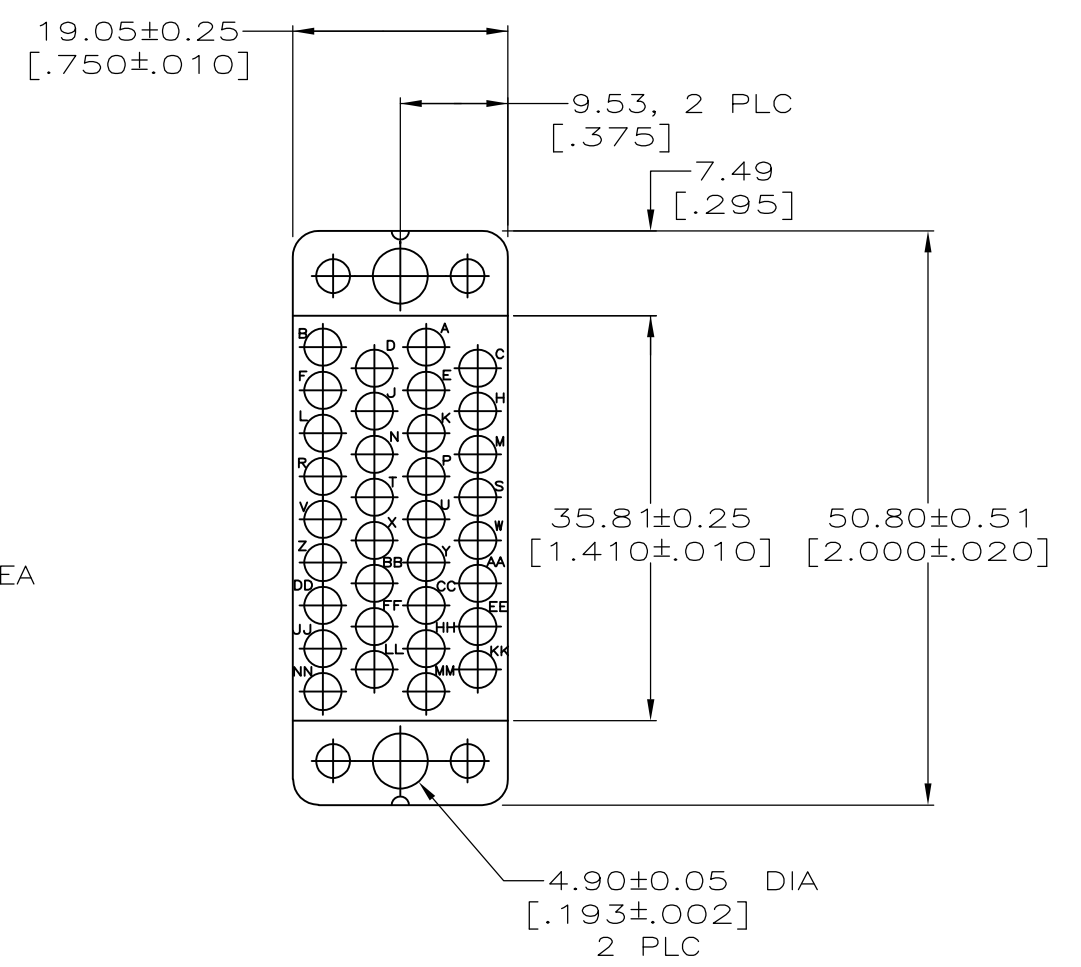 19.05±0.25
[.750±.010]
9.53, 2 PLC
[.375]
7.49
[.295]
B A
D C
F E
J H
L K
N M
R P
T S
V U
X W
Z Y
BB AA
DD CC
FF EE
JJ HH
LL KK
NN MM
35.81±0.25
[1.410±.010]
50.80±0.51
[2.000±.020]
EA
4.90±0.05 DIA
[.193±.002]
2 PLC